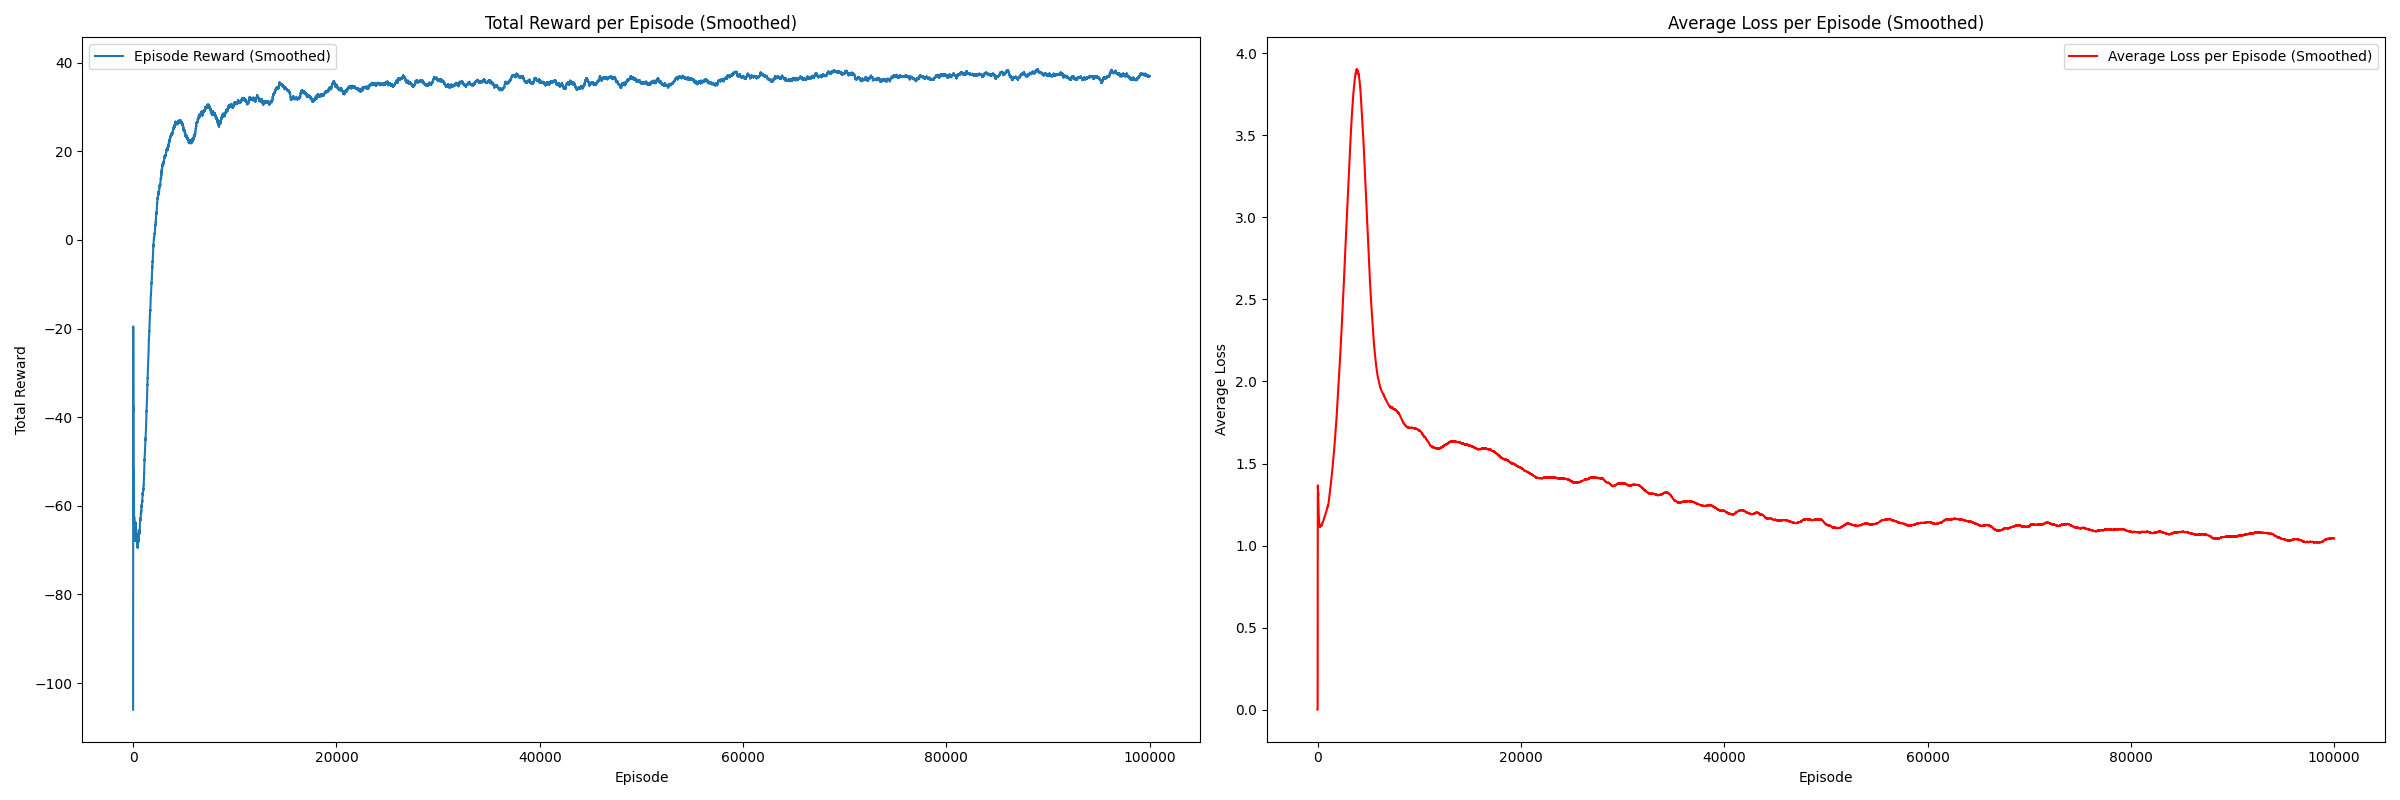 Total Reward per Episode (Smoothed)
Episode Reward (Smoothed)
Total Reward
40
20
0
−20
−40
−60
−80
−100
0 20000 40000 60000 80000 100000
Episode
Average Loss per Episode (Smoothed)
Average Loss per Episode (Smoothed)
Average Loss
4.0
3.5
3.0
2.5
2.0
1.5
1.0
0.5
0.0
0 20000 40000 60000 80000 100000
Episode